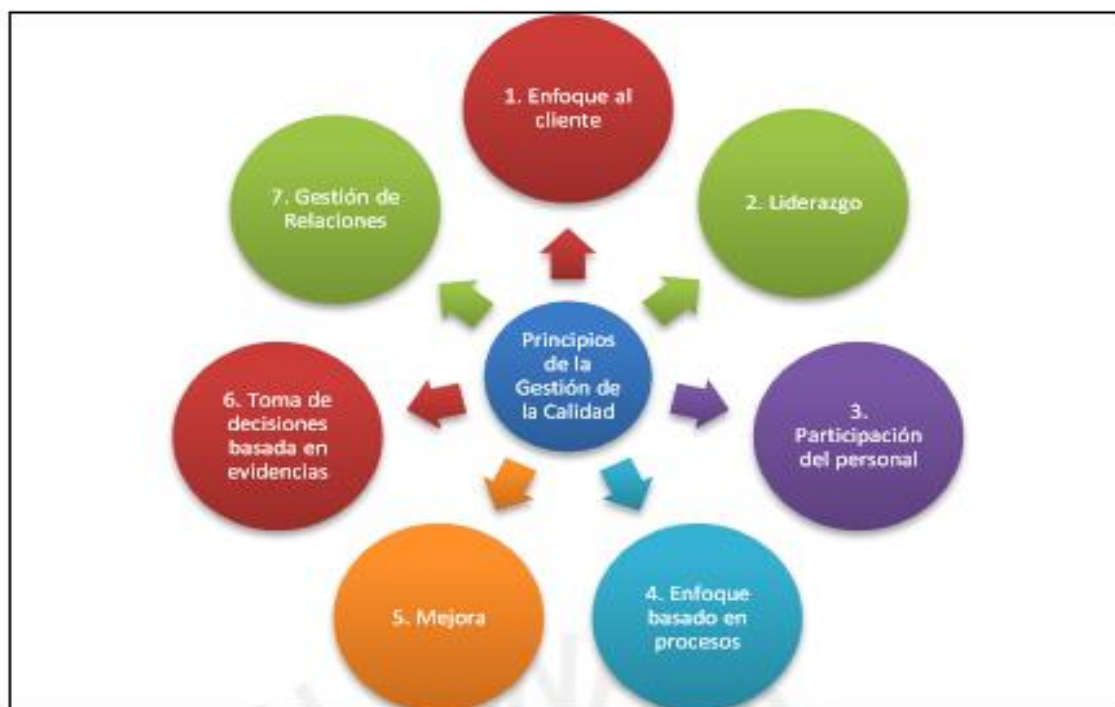 1. Enfoque al
cliente
2. Liderazgo
3.
Participación
del personal
4. Enfoque
basado en
procesos
5. Mejora
6. Toma de
decisiones
basada en
evidencias
7. Gestión de
Relaciones
Principios
de la
Gestión de
la Calidad